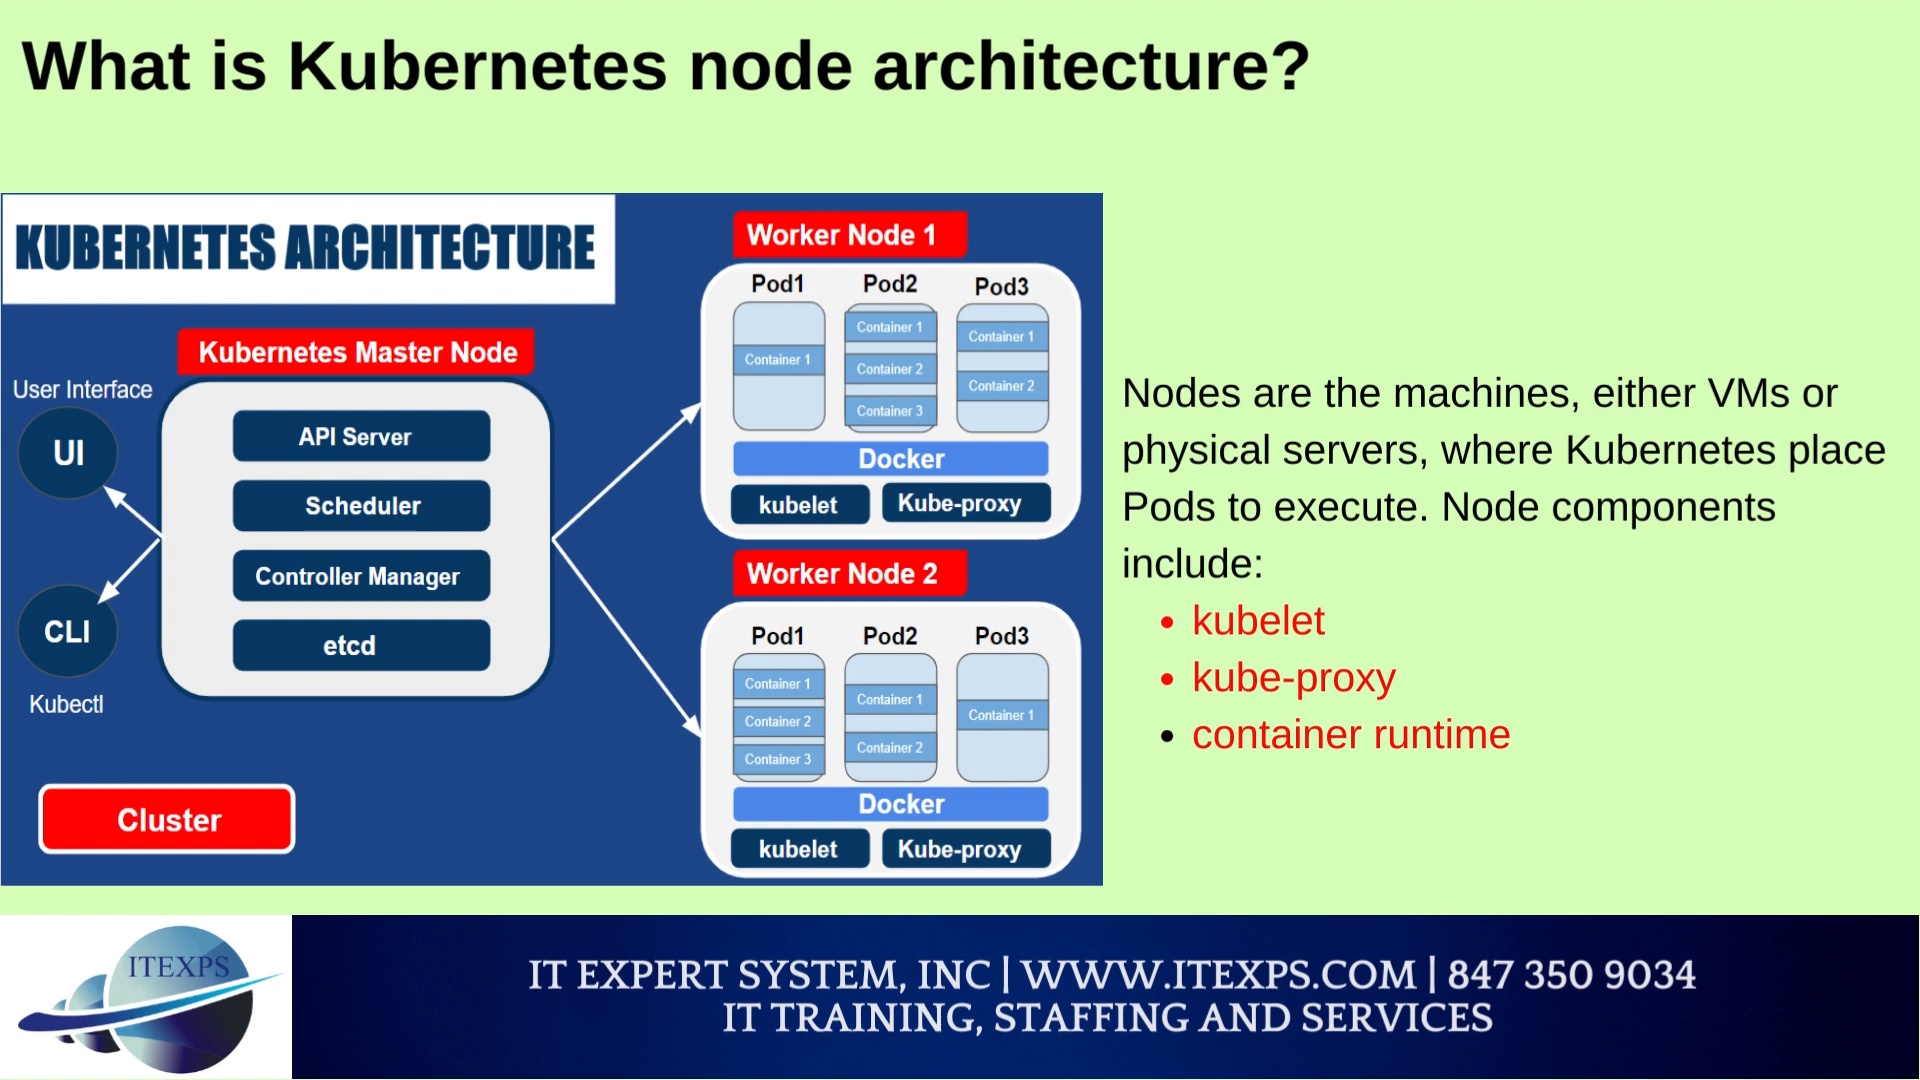 What is Kubernetes node architecture?
KUBERNETES ARCHITECTURE
Kubernetes Master Node
User Interface
UI
CLI
Kubectl
API Server
Scheduler
Controller Manager
etcd
Cluster
Worker Node 1
Pod1
Container 1
Pod2
Container 1
Container 2
Container 3
Pod3
Container 1
Container 2
Docker
kubelet
Kube-proxy
Worker Node 2
Pod1
Container 1
Container 2
Container 3
Pod2
Container 1
Container 2
Pod3
Container 1
Docker
kubelet
Kube-proxy
Nodes are the machines, either VMs or
physical servers, where Kubernetes place
Pods to execute. Node components
include:
• kubelet
• kube-proxy
• container runtime
ITEXPS
IT EXPERT SYSTEM, INC | WWW.ITEXPS.COM | 847 350 9034
IT TRAINING, STAFFING AND SERVICES